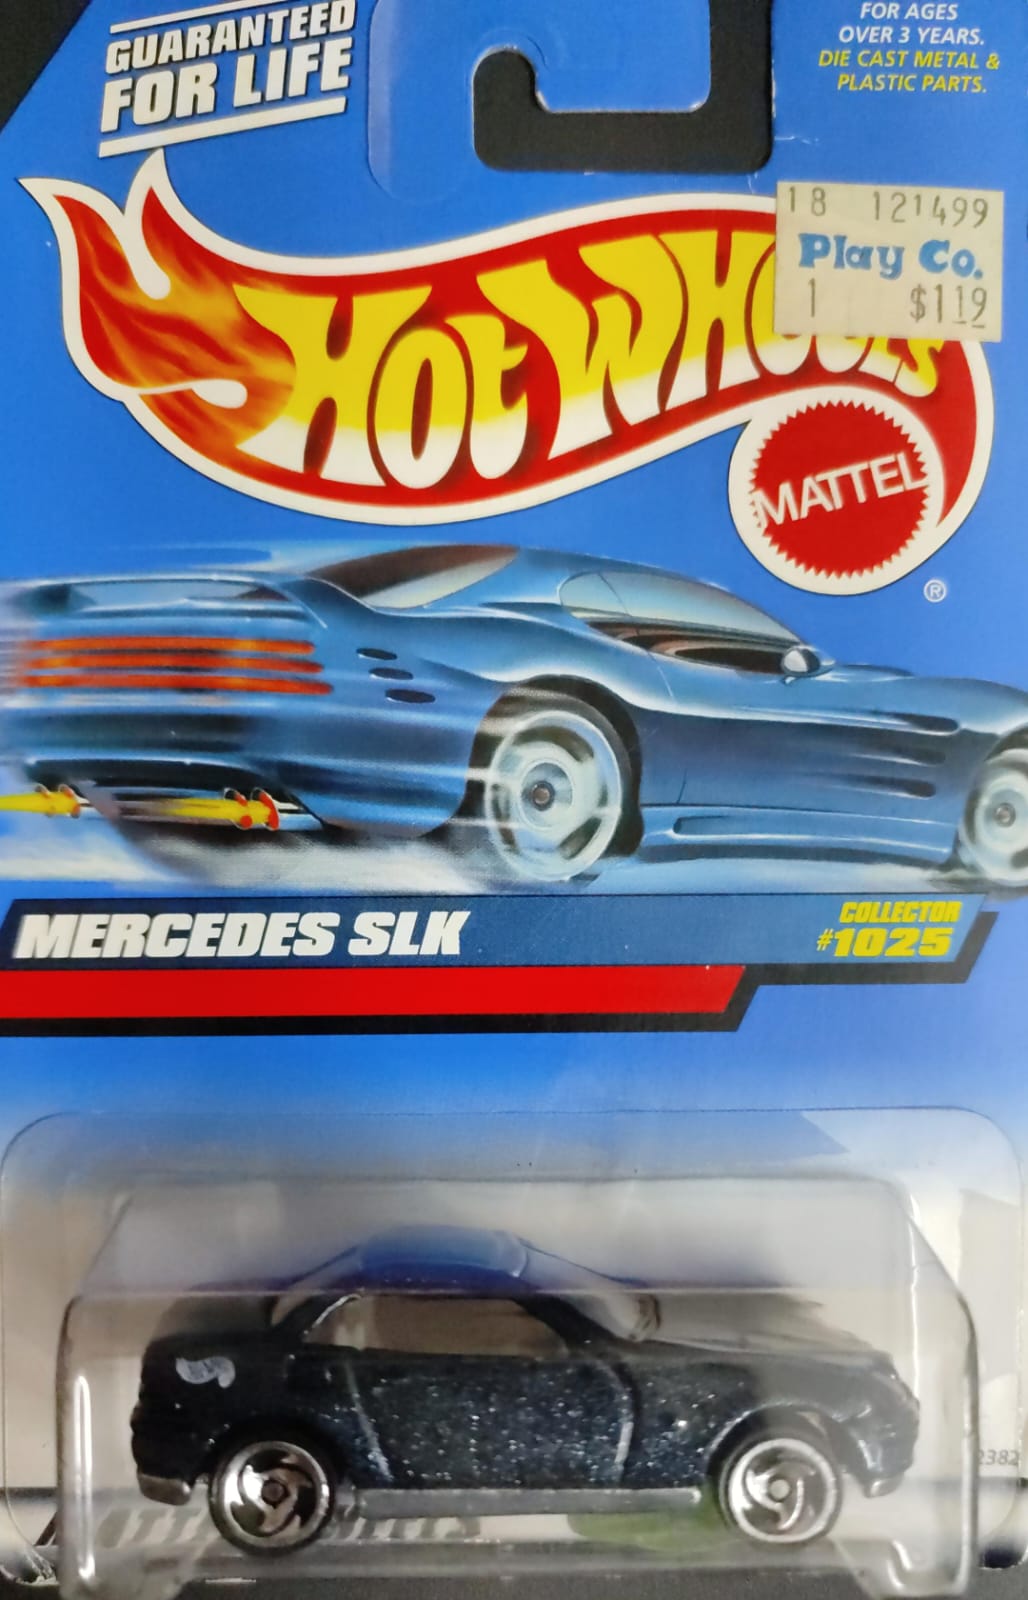 GUARANTEED
FOR LIFE
FOR AGES
OVER 3 YEARS.
DIE CAST METAL &
PLASTIC PARTS.
18 121499
Play Co.
1 $1.19
HOT WHEELS
MATTEL
®
MERCEDES SLK
COLLECTOR
#1025
2382